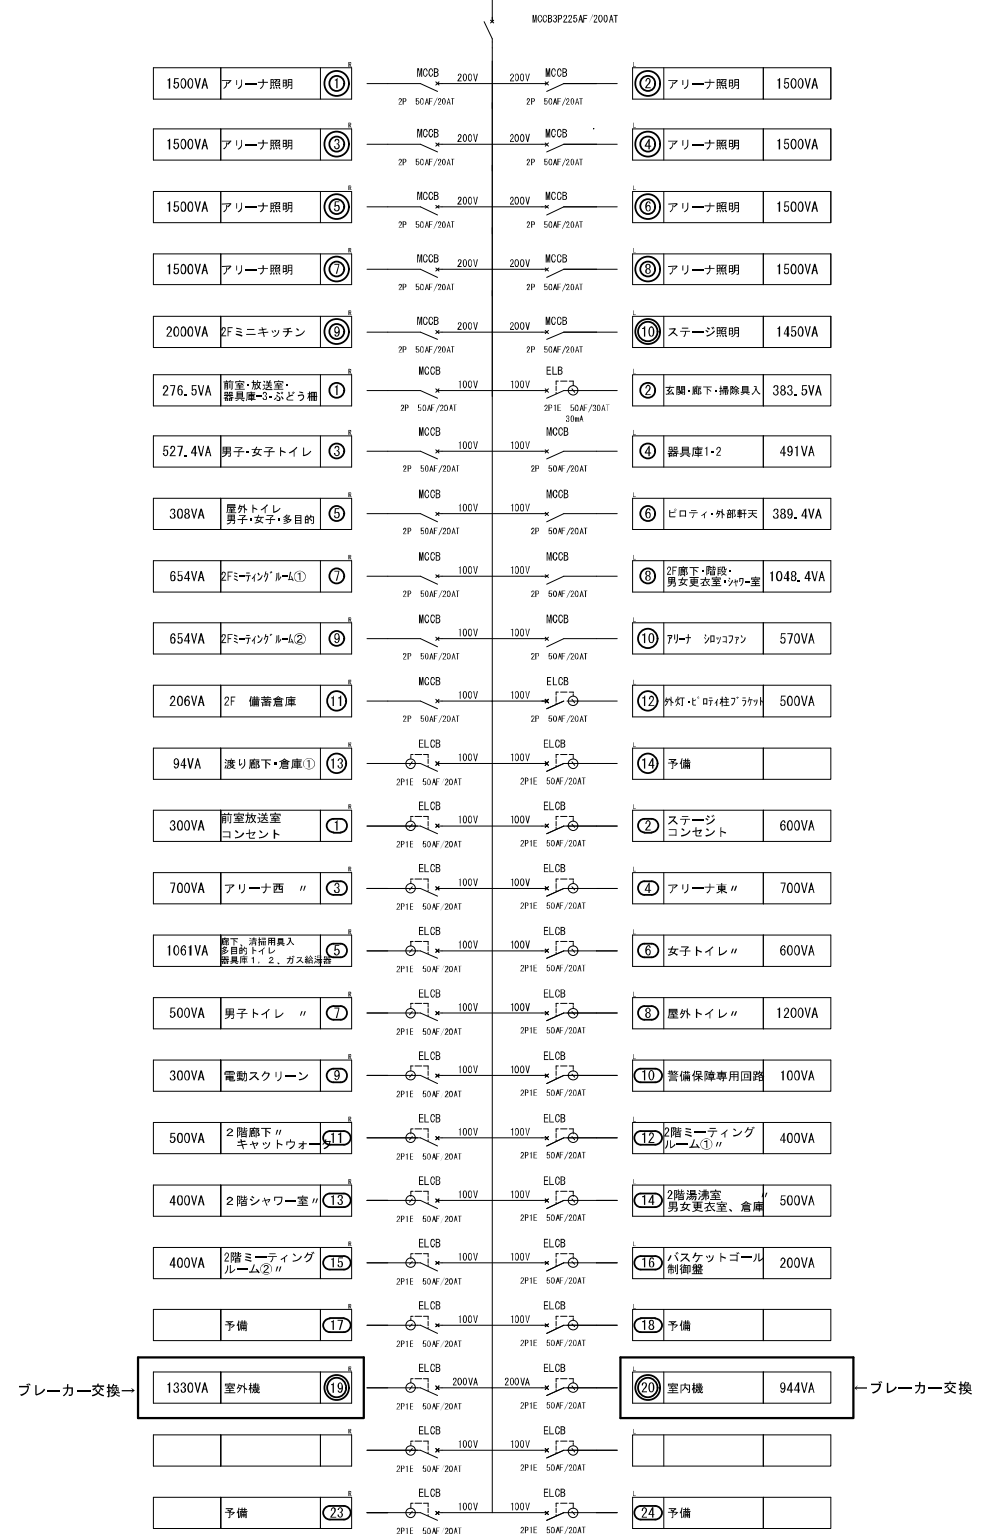 MCCB3P225AF/200AT
1500VA アリーナ照明 ① MCCB 200V 200V MCCB ② アリーナ照明 1500VA
2P 50AF/20AT 2P 50AF/20AT
1500VA アリーナ照明 ③ MCCB 200V 200V MCCB ④ アリーナ照明 1500VA
2P 50AF/20AT 2P 50AF/20AT
1500VA アリーナ照明 ⑤ MCCB 200V 200V MCCB ⑥ アリーナ照明 1500VA
2P 50AF/20AT 2P 50AF/20AT
1500VA アリーナ照明 ⑦ MCCB 200V 200V MCCB ⑧ アリーナ照明 1500VA
2P 50AF/20AT 2P 50AF/20AT
2000VA 2Fミニキッチン ⑨ MCCB 200V 200V MCCB ⑩ ステージ照明 1450VA
2P 50AF/20AT 2P 50AF/20AT
276.5VA 前室・放送室・ ① MCCB 100V 100V ELB ② 玄関・廊下・掃除具入 383.5VA
器具庫-3・ぶどう棚 2P 50AF/20AT 2P1E 50AF/30AT
30mA
527.4VA 男子・女子トイレ ③ MCCB 100V 100V MCCB ④ 器具庫1・2 491VA
2P 50AF/20AT 2P 50AF/20AT
308VA 屋外トイレ ⑤ MCCB 100V 100V MCCB ⑥ ピロティ・外部軒天 389.4VA
男子・女子・多目的 2P 50AF/20AT 2P 50AF/20AT
654VA 2Fミーティングルーム① ⑦ MCCB 100V 100V MCCB ⑧ 2F廊下・階段・ 1048.4VA
男女更衣室・シャワー室
2P 50AF/20AT 2P 50AF/20AT
654VA 2Fミーティングルーム② ⑨ MCCB 100V 100V MCCB ⑩ アリーナ シロッコファン 570VA
2P 50AF/20AT 2P 50AF/20AT
206VA 2F 備蓄倉庫 ⑪ MCCB 100V 100V ELCB ⑫ 外灯・ピロティ柱ブラケット 500VA
2P 50AF/20AT 2P 50AF/20AT
94VA 渡り廊下・倉庫① ⑬ ELCB 100V 100V ELCB ⑭ 予備
2P1E 50AF/20AT 2P1E 50AF/20AT
300VA 前室放送室 ① ELCB 100V 100V ELCB ② ステージ 600VA
コンセント コンセント
2P1E 50AF/20AT 2P1E 50AF/20AT
700VA アリーナ西 〃 ③ ELCB 100V 100V ELCB ④ アリーナ東〃 700VA
2P1E 50AF/20AT 2P1E 50AF/20AT
廊下、清掃用具入
1061VA 多目的トイレ ⑤ ELCB 100V 100V ELCB ⑥ 女子トイレ〃 600VA
器具庫1.2、ガス給湯器 2P1E 50AF/20AT 2P1E 50AF/20AT
500VA 男子トイレ 〃 ⑦ ELCB 100V 100V ELCB ⑧ 屋外トイレ〃 1200VA
2P1E 50AF/20AT 2P1E 50AF/20AT
300VA 電動スクリーン ⑨ ELCB 100V 100V ELCB ⑩ 警備保障専用回路 100VA
2P1E 50AF/20AT 2P1E 50AF/20AT
500VA 2階廊下〃 ⑪ ELCB 100V 100V ELCB ⑫ 2階ミーティング 400VA
キャットウォーク ルーム①〃
2P1E 50AF/20AT 2P1E 50AF/20AT
400VA 2階シャワー室〃 ⑬ ELCB 100V 100V ELCB ⑭ 2階湯沸室 〃 500VA
男女更衣室、倉庫
2P1E 50AF/20AT 2P1E 50AF/20AT
400VA 2階ミーティング ⑮ ELCB 100V 100V ELCB ⑯ バスケットゴール 200VA
ルーム②〃 制御盤
2P1E 50AF/20AT 2P1E 50AF/20AT
予備 ⑰ ELCB 100V 100V ELCB ⑱ 予備
2P1E 50AF/20AT 2P1E 50AF/20AT
ブレーカー交換→ 1330VA 室外機 ⑲ ELCB 200VA 200VA ELCB ⑳ 室内機 944VA ←ブレーカー交換
2P1E 50AF/20AT 2P1E 50AF/20AT
ELCB 100V 100V ELCB
2P1E 50AF/20AT 2P1E 50AF/20AT
予備 ㉓ ELCB 100V 100V ELCB ㉔ 予備
2P1E 50AF/20AT 2P1E 50AF/20AT